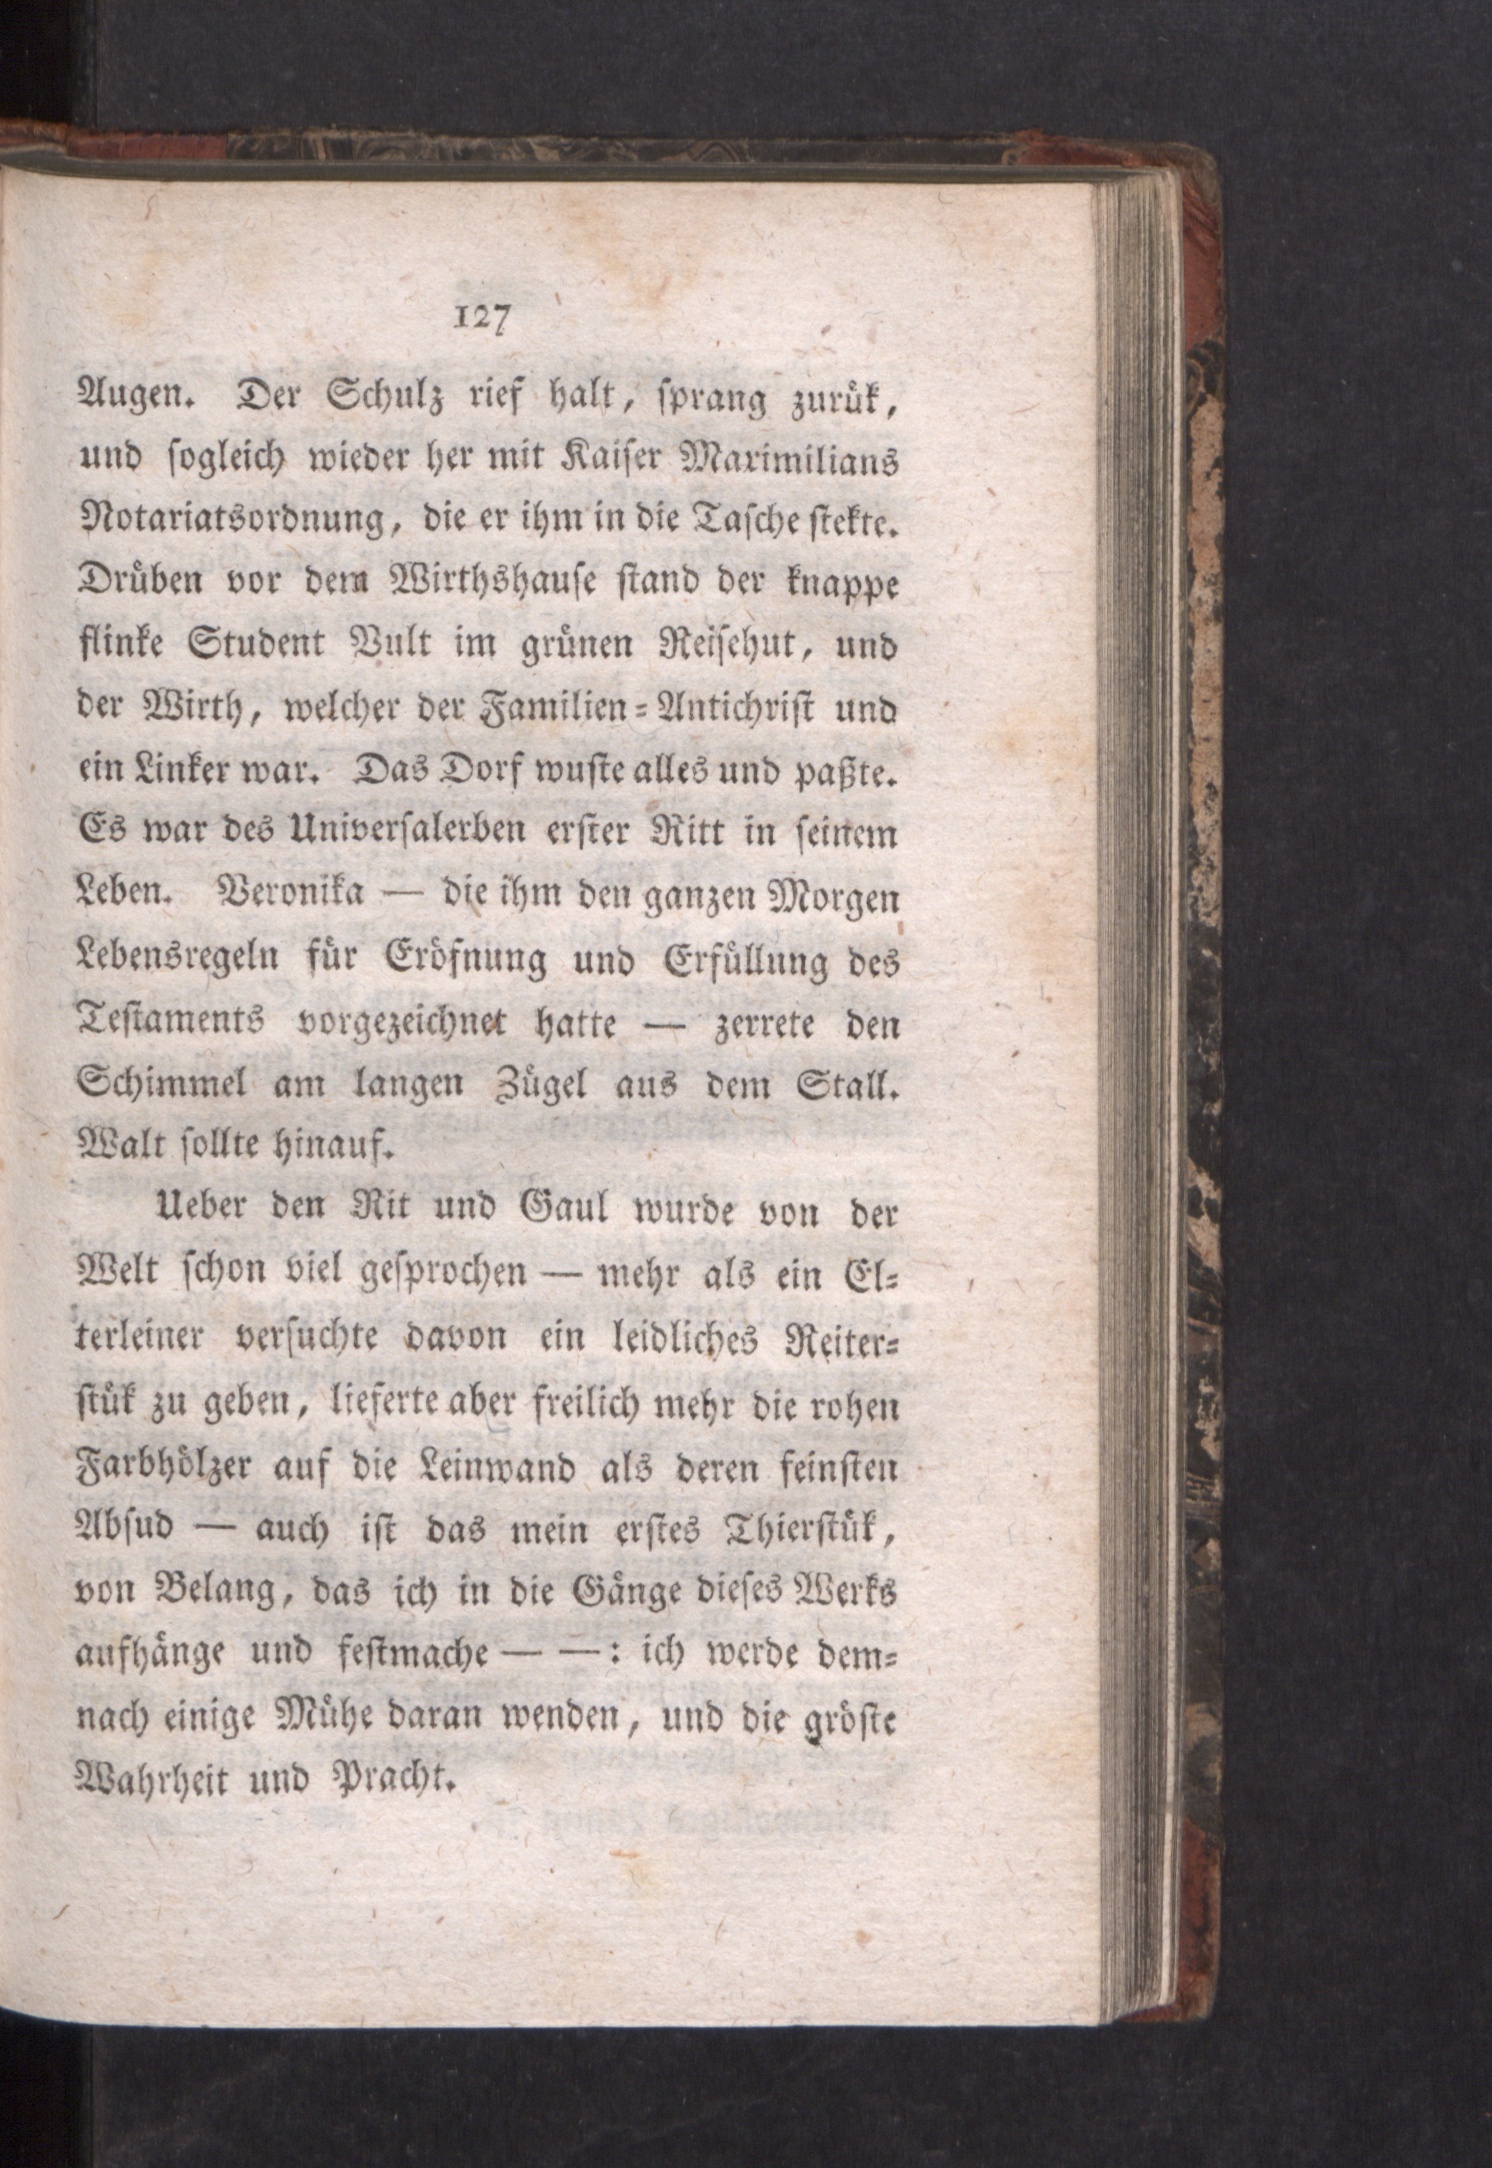 127
Augen. Der Schulz rief halt, ſprang zurük,
und ſogleich wieder her mit Kaiſer Maximilians
Notariatsordnung, die er ihm in die Taſche ſtekte.
Drüben vor dem Wirthshauſe ſtand der knappe
flinke Student Vult im grünen Reiſehut, und
der Wirth, welcher der Familien-Antichriſt und
ein Linker war. Das Dorf wuſte alles und paßte.
Es war des Univerſalerben erſter Ritt in ſeinem
Leben. Veronika — die ihm den ganzen Morgen
Lebensregeln für Eröfnung und Erfüllung des
Teſtaments vorgezeichnet hatte — zerrete den
Schimmel am langen Zügel aus dem Stall.
Walt ſollte hinauf.
Ueber den Rit und Gaul wurde von der
Welt ſchon viel geſprochen — mehr als ein El-
terleiner verſuchte davon ein leidliches Reiter-
ſtük zu geben, lieferte aber freilich mehr die rohen
Farbhölzer auf die Leinwand als deren feinſten
Abſud — auch iſt das mein erſtes Thierſtük,
von Belang, das ich in die Gänge dieſes Werks
aufhänge und feſtmache — —: ich werde dem-
nach einige Mühe daran wenden, und die gröſte
Wahrheit und Pracht.